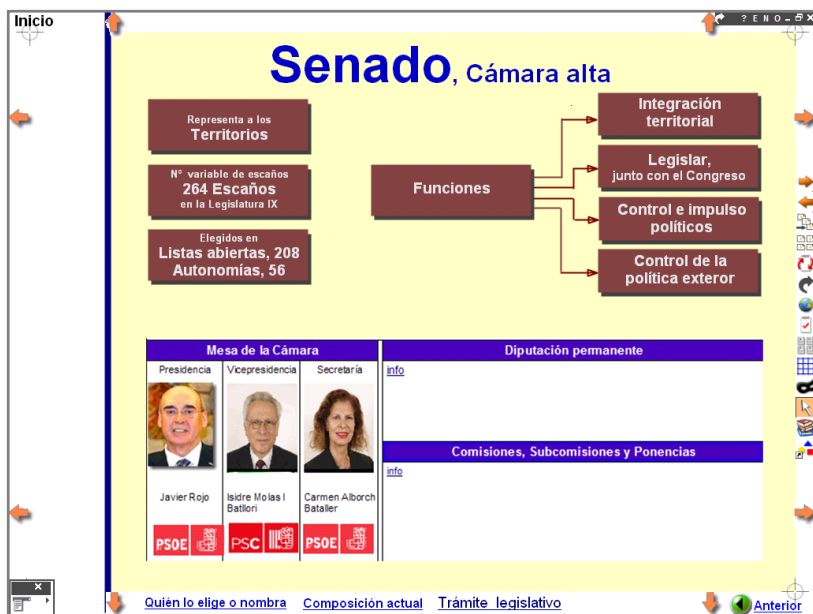 Inicio
? E N O
Senado, Cámara alta
Representa a los
Territorios
Nº variable de escaños
264 Escaños
en la Legislatura IX
Elegidos en
Listas abiertas, 208
Autonomías, 56
Funciones
Integración
territorial
Legislar,
junto con el Congreso
Control e impulso
políticos
Control de la
política exterior
Mesa de la Cámara
Presidencia
Vicepresidencia
Secretaría
Javier Rojo
Isidre Molas I
Batllori
Carmen Alborch
Bataller
PSOE
PSC
PSOE
Diputación permanente
info
Comisiones, Subcomisiones y Ponencias
info
Quién lo elige o nombra
Composición actual
Trámite legislativo
Anterior